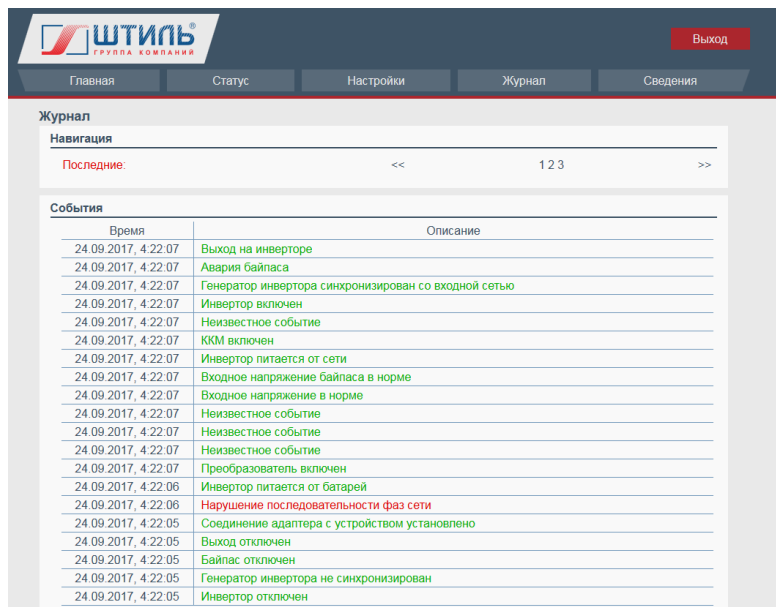 ШТИЛЬ®
ГРУППА КОМПАНИЙ
Выход
Главная Статус Настройки Журнал Сведения
Журнал
Навигация
Последние: << 1 2 3 >>
События
Время Описание
24.09.2017, 4:22:07 Выход на инверторе
24.09.2017, 4:22:07 Авария байпаса
24.09.2017, 4:22:07 Генератор инвертора синхронизирован со входной сетью
24.09.2017, 4:22:07 Инвертор включен
24.09.2017, 4:22:07 Неизвестное событие
24.09.2017, 4:22:07 ККМ включен
24.09.2017, 4:22:07 Инвертор питается от сети
24.09.2017, 4:22:07 Входное напряжение байпаса в норме
24.09.2017, 4:22:07 Входное напряжение в норме
24.09.2017, 4:22:07 Неизвестное событие
24.09.2017, 4:22:07 Неизвестное событие
24.09.2017, 4:22:07 Неизвестное событие
24.09.2017, 4:22:07 Преобразователь включен
24.09.2017, 4:22:06 Инвертор питается от батарей
24.09.2017, 4:22:06 Нарушение последовательности фаз сети
24.09.2017, 4:22:05 Соединение адаптера с устройством установлено
24.09.2017, 4:22:05 Выход отключен
24.09.2017, 4:22:05 Байпас отключен
24.09.2017, 4:22:05 Генератор инвертора не синхронизирован
24.09.2017, 4:22:05 Инвертор отключен